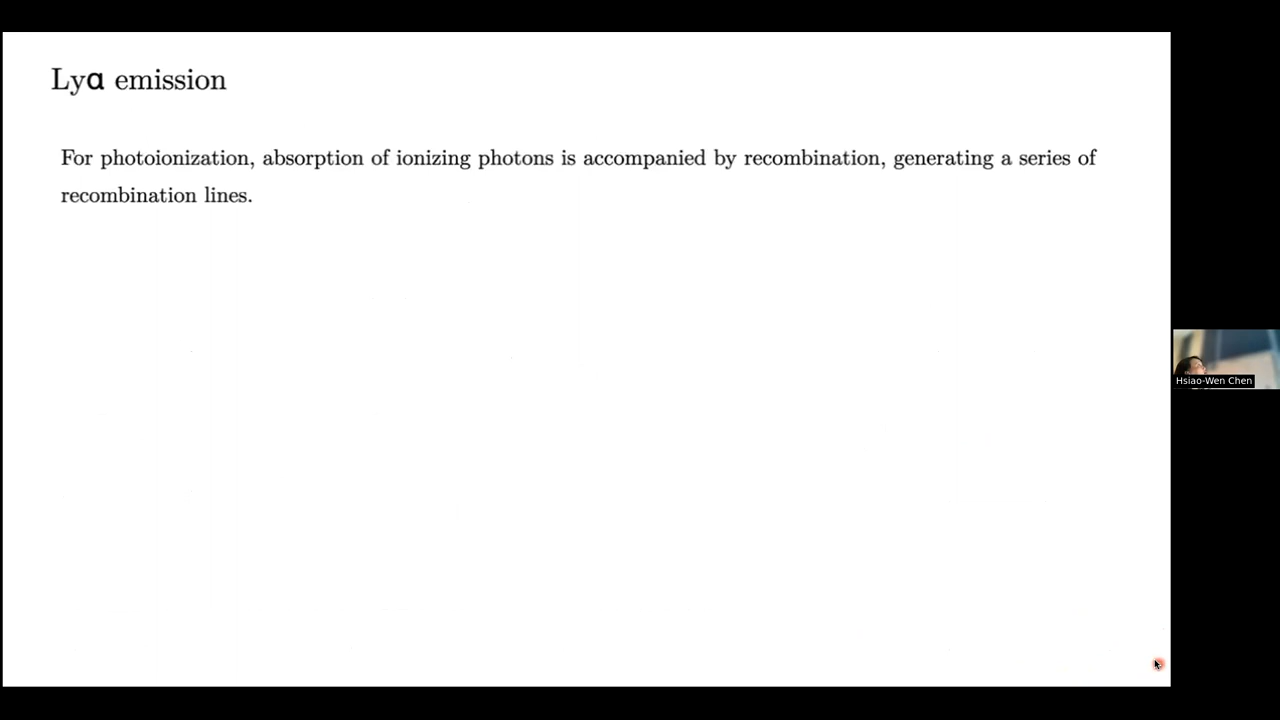 Lyα emission
For photoionization, absorption of ionizing photons is accompanied by recombination, generating a series of
recombination lines.
Hsiao-Wen Chen